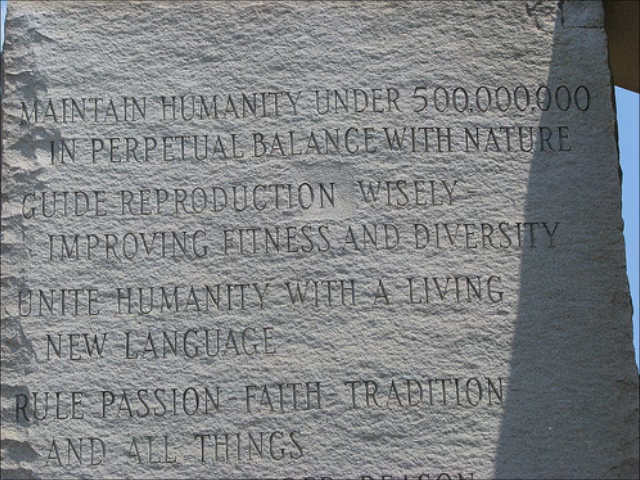 MAINTAIN HUMANITY UNDER 500,000,000
IN PERPETUAL BALANCE WITH NATURE
GUIDE REPRODUCTION WISELY-
IMPROVING FITNESS AND DIVERSITY
UNITE HUMANITY WITH A LIVING
NEW LANGUAGE
RULE PASSION-FAITH-TRADITION
AND ALL THINGS
REASON